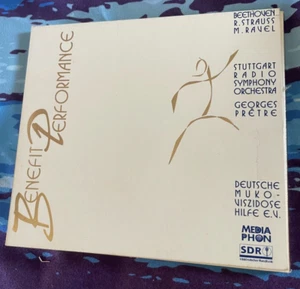 BENEFIT PERFORMANCE
BEETHOVEN
R. STRAUSS
M. RAVEL
STUTTGART
RADIO
SYMPHONY
ORCHESTRA
GEORGES
PRÊTRE
DEUTSCHE
MUKO-
VISZIDOSE
HILFE E.V.
MEDIA
PHON
SDR